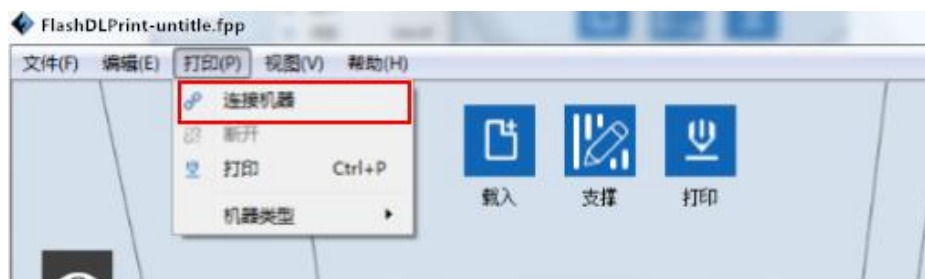 FlashDLPrint-untitle.fpp
文件(F) 编辑(E) 打印(P) 视图(V) 帮助(H)
连接机器
断开
打印 Ctrl+P
机器类型
载入 支撑 打印